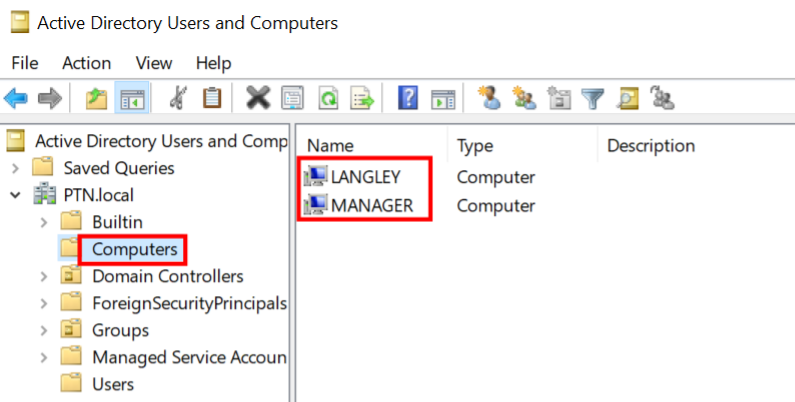 Active Directory Users and Computers
File Action View Help
Active Directory Users and Comp
Saved Queries
PTN.local
Builtin
Computers
Domain Controllers
ForeignSecurityPrincipals
Groups
Managed Service Accoun
Users
Name Type Description
LANGLEY Computer
MANAGER Computer